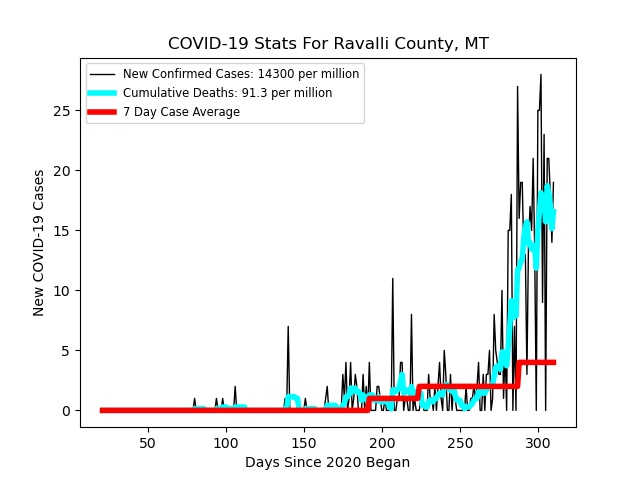 COVID-19 Stats For Ravalli County, MT
New Confirmed Cases: 14300 per million
Cumulative Deaths: 91.3 per million
7 Day Case Average
25
20
15
10
5
0
New COVID-19 Cases
50 100 150 200 250 300
Days Since 2020 Began